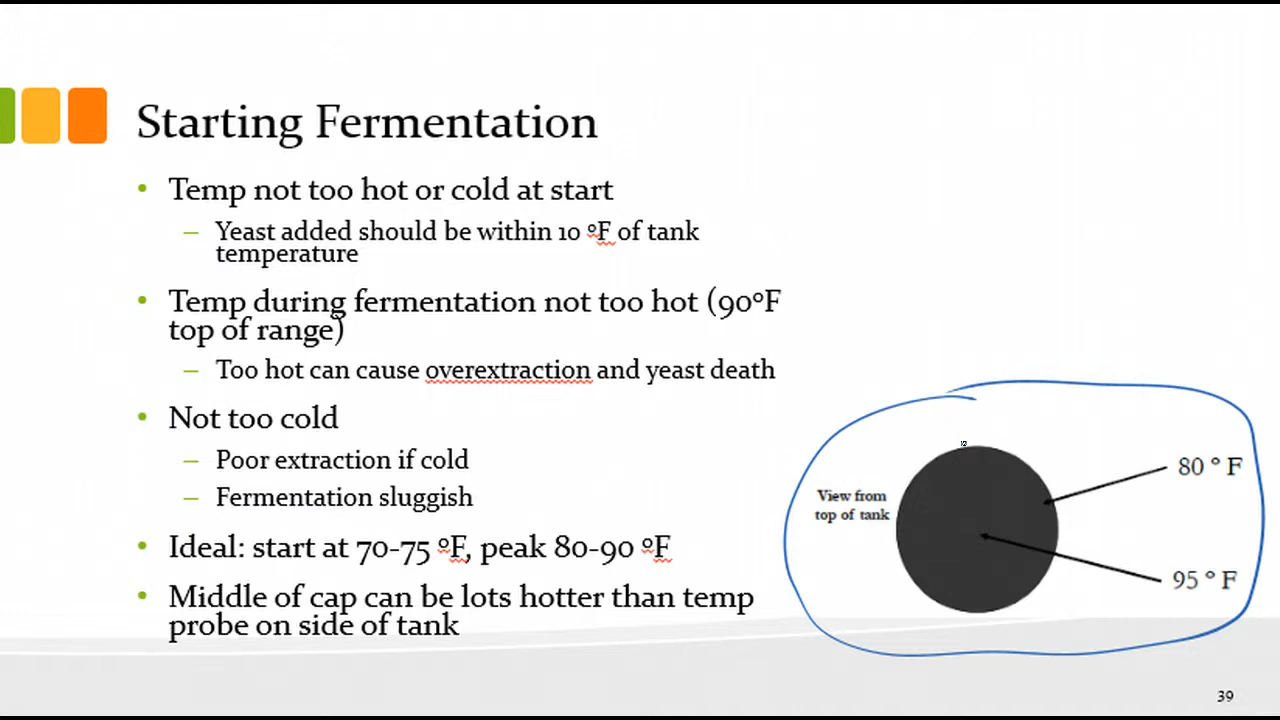 Starting Fermentation
• Temp not too hot or cold at start
– Yeast added should be within 10 ºF of tank
temperature
• Temp during fermentation not too hot (90ºF
top of range)
– Too hot can cause overextraction and yeast death
• Not too cold
– Poor extraction if cold
– Fermentation sluggish
• Ideal: start at 70-75 ºF, peak 80-90 ºF
• Middle of cap can be lots hotter than temp
probe on side of tank
View from
top of tank
80 º F
95 º F
39